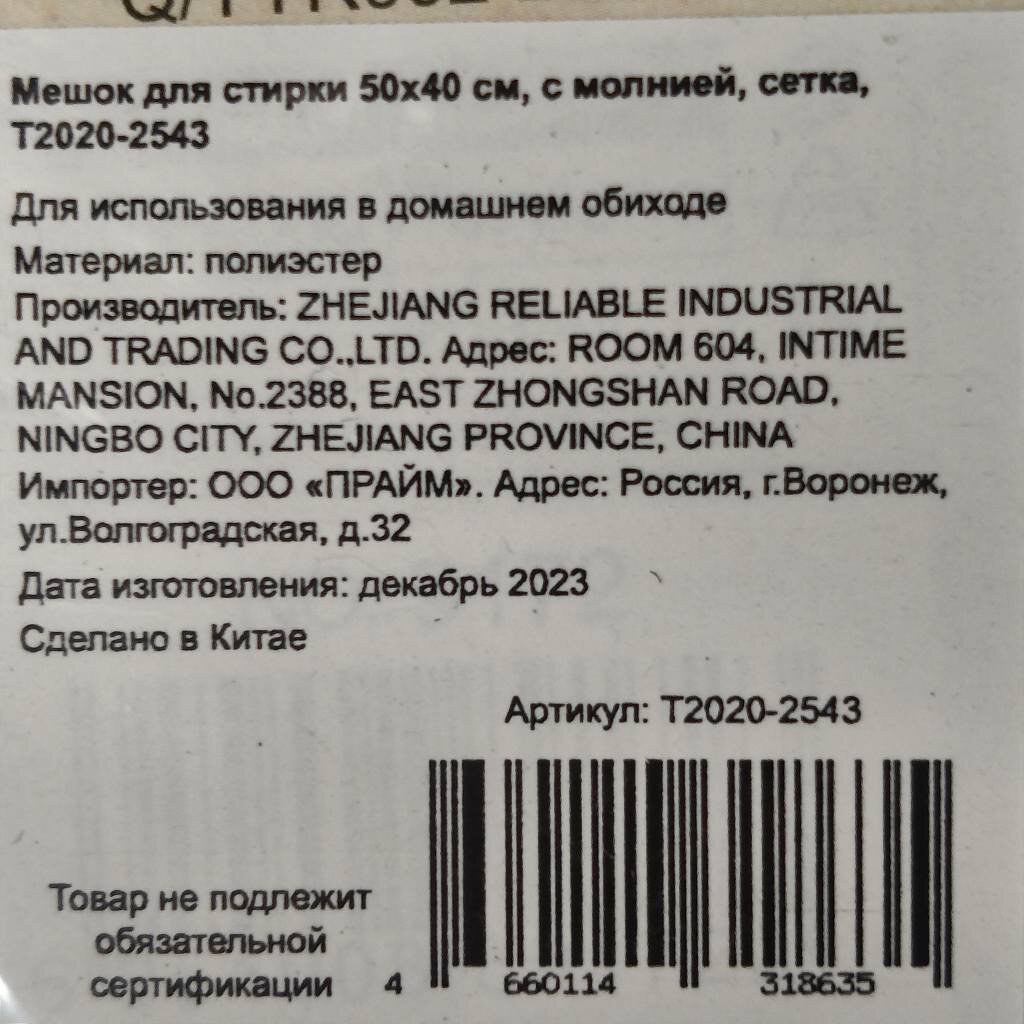 Мешок для стирки 50х40 см, с молнией, сетка,
Т2020-2543
Для использования в домашнем обиходе
Материал: полиэстер
Производитель: ZHEJIANG RELIABLE INDUSTRIAL
AND TRADING CO.,LTD. Адрес: ROOM 604, INTIME
MANSION, No.2388, EAST ZHONGSHAN ROAD,
NINGBO CITY, ZHEJIANG PROVINCE, CHINA
Импортер: ООО «ПРАЙМ». Адрес: Россия, г.Воронеж,
ул.Волгоградская, д.32
Дата изготовления: декабрь 2023
Сделано в Китае
Артикул: Т2020-2543
Товар не подлежит
обязательной
сертификации
4 660114 318635